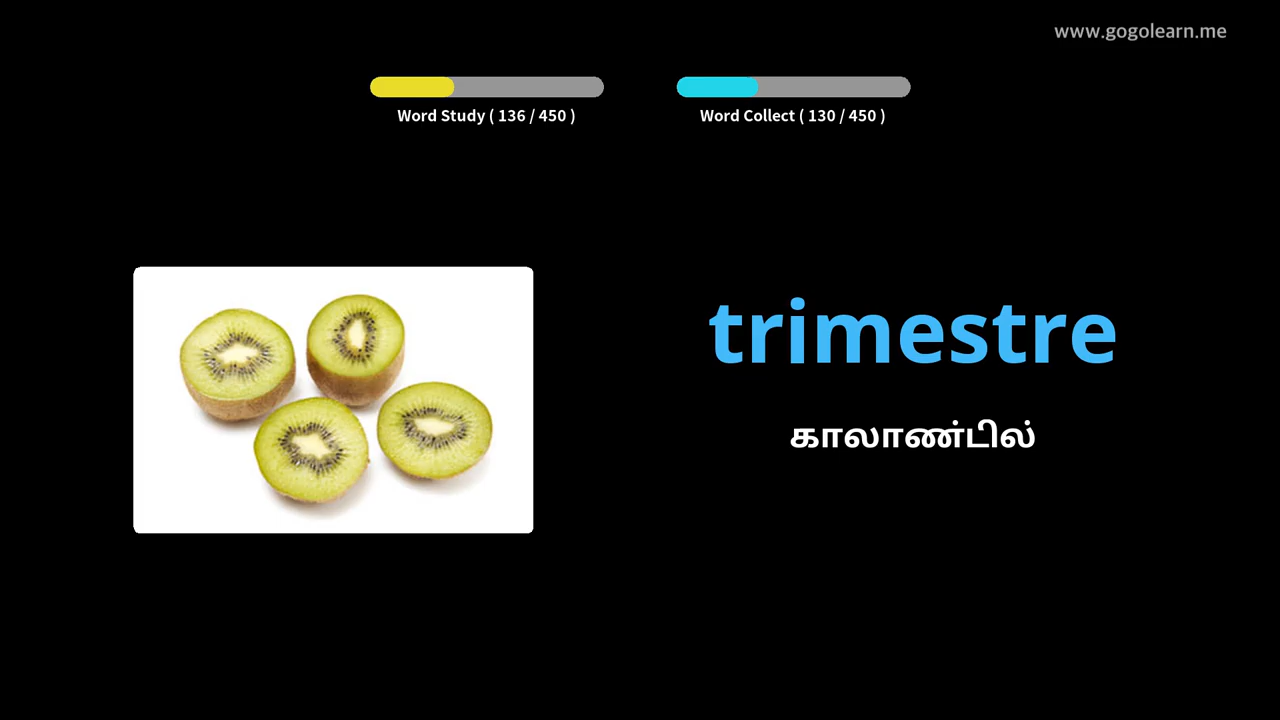 www.gogolearn.me
Word Study ( 136 / 450 )
Word Collect ( 130 / 450 )
trimestre
காலாண்டில்